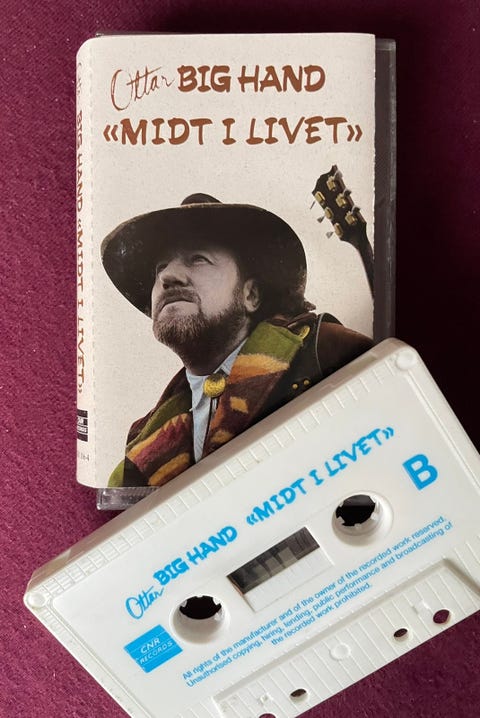 Ottar BIG HAND
«MIDT I LIVET»
Ottar BIG HAND «MIDT I LIVET»
CNR
RECORDS
Ottar BIG HAND «MIDT I LIVET»
B
CNR
RECORDS
All rights of the manufacturer and of the owner of the recorded work reserved.
Unauthorised copying, hiring, lending, public performance and broadcasting of
the recorded work prohibited.